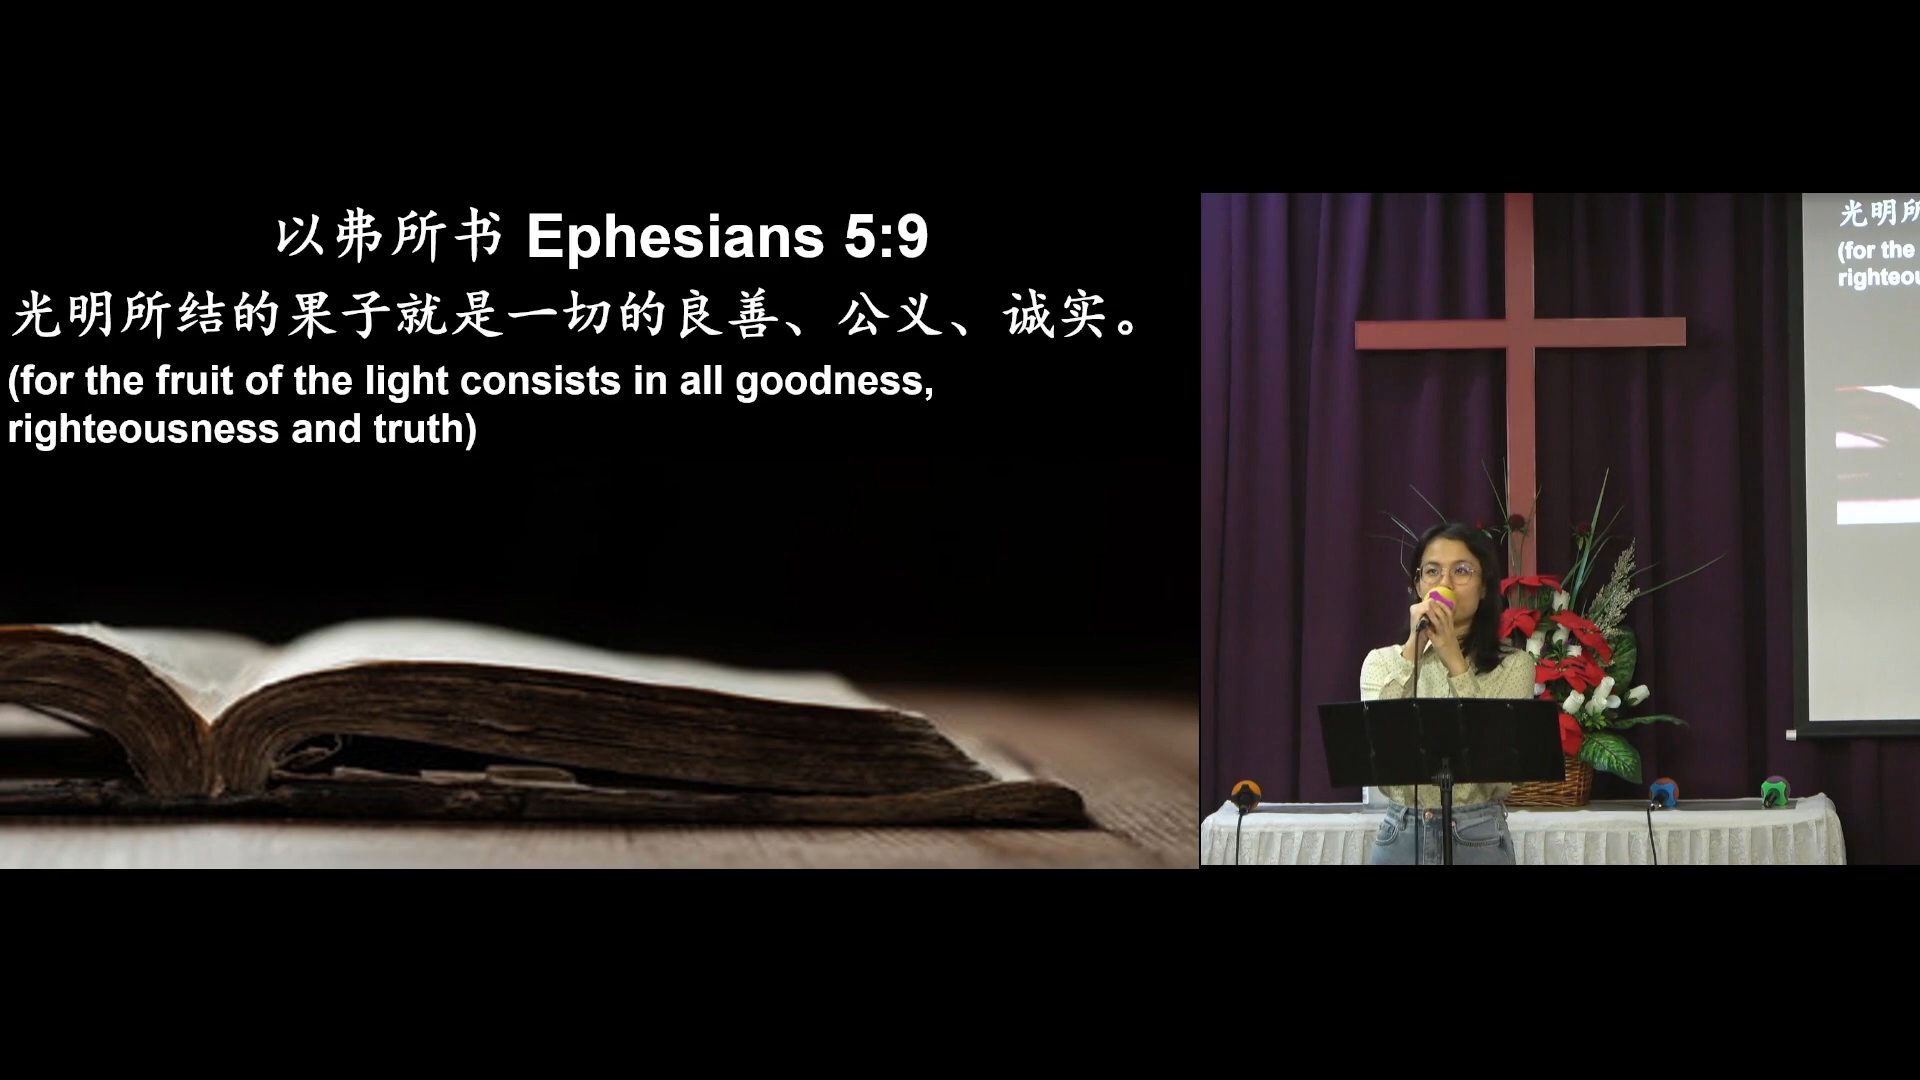 以弗所书 Ephesians 5:9
光明所结的果子就是一切的良善、公义、诚实。
(for the fruit of the light consists in all goodness,
righteousness and truth)
光明所
(for the
righteou